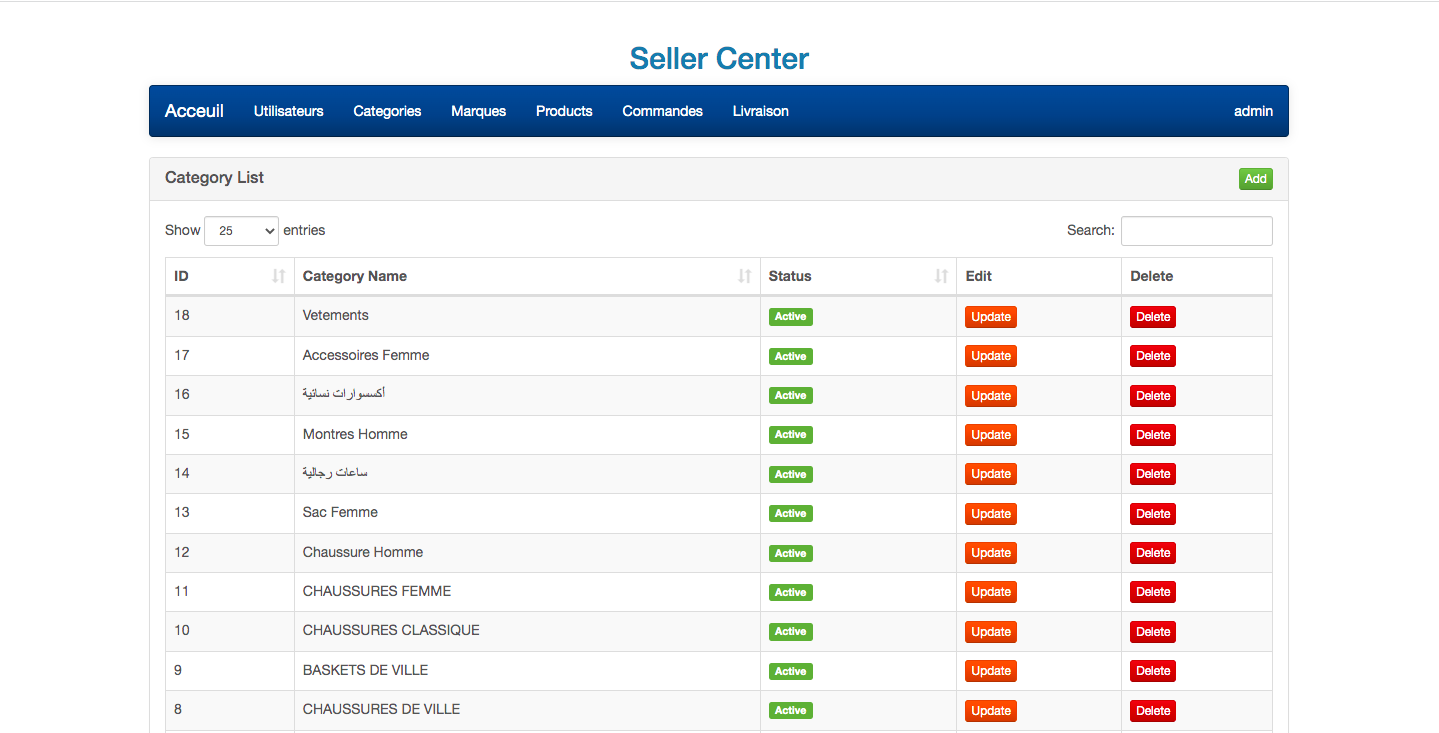 Seller Center
Acceuil Utilisateurs Categories Marques Products Commandes Livraison admin
Category List Add
Show 25 entries Search:
ID Category Name Status Edit Delete
18 Vetements Active Update Delete
17 Accessoires Femme Active Update Delete
16 أكسسوارات نسائية Active Update Delete
15 Montres Homme Active Update Delete
14 ساعات رجالية Active Update Delete
13 Sac Femme Active Update Delete
12 Chaussure Homme Active Update Delete
11 CHAUSSURES FEMME Active Update Delete
10 CHAUSSURES CLASSIQUE Active Update Delete
9 BASKETS DE VILLE Active Update Delete
8 CHAUSSURES DE VILLE Active Update Delete